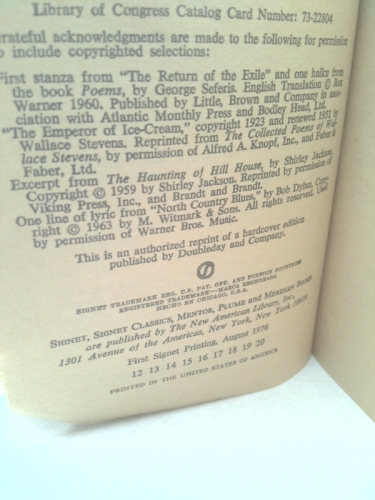 Library of Congress Catalog Card Number: 73-22804
rateful acknowledgments are made to the following for permission
o include copyrighted selections:
First stanza from "The Return of the Exile" and one haiku from
the book Poems, by George Seferis. English Translation © Rex
Warner 1960. Published by Little, Brown and Company in asso-
ciation with Atlantic Monthly Press and Bodley Head, Ltd.
"The Emperor of Ice-Cream," copyright 1923 and renewed 1951 by
Wallace Stevens. Reprinted from The Collected Poems of Wal-
lace Stevens, by permission of Alfred A. Knopf, Inc., and Faber &
Faber, Ltd.
Excerpt from The Haunting of Hill House, by Shirley Jackson.
Copyright © 1959 by Shirley Jackson. Reprinted by permission of
Viking Press, Inc., and Brandt and Brandt.
One line of lyric from "North Country Blues," by Bob Dylan, Copy-
right © 1963 by M. Witmark & Sons. All rights reserved. Used
by permission of Warner Bros. Music.
This is an authorized reprint of a hardcover edition
published by Doubleday and Company.
SIGNET TRADEMARK REG. U.S. PAT. OFF. AND FOREIGN COUNTRIES
REGISTERED TRADEMARK—MARCA REGISTRADA
HECHO EN CHICAGO, U.S.A.
SIGNET, SIGNET CLASSICS, MENTOR, PLUME and MERIDIAN BOOKS
are published by The New American Library, Inc.,
1301 Avenue of the Americas, New York, New York 10019
First Signet Printing, August 1976
12 13 14 15 16 17 18 19 20
PRINTED IN THE UNITED STATES OF AMERICA